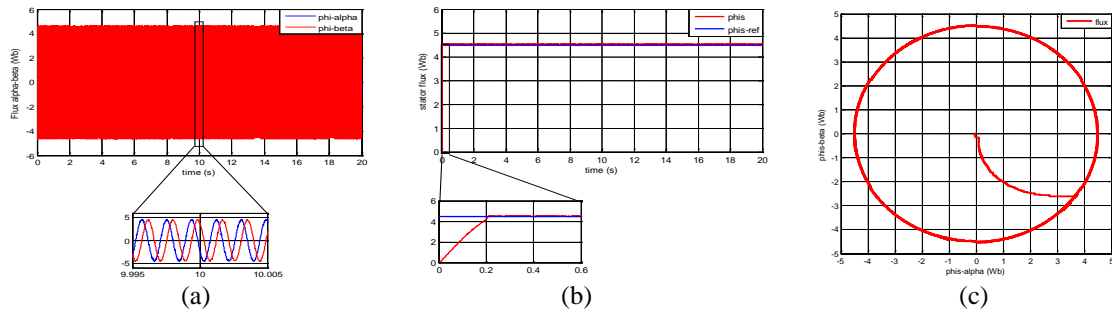 6
4
2
0
-2
-4
-6
Flux alpha-beta (Wb)
phi-alpha
phi-beta
0 2 4 6 8 10 12 14 16 18 20
time (s)
5
0
-5
9.995 10 10.005
(a)
6
5
4
3
2
1
0
stator flux (Wb)
phis
phis-ref
0 2 4 6 8 10 12 14 16 18 20
time (s)
6
4
2
0
0 0.2 0.4 0.6
(b)
5
4
3
2
1
0
-1
-2
-3
-4
-5
phis-beta (Wb)
flux
-5 -4 -3 -2 -1 0 1 2 3 4 5
phis-alpha (Wb)
(c)